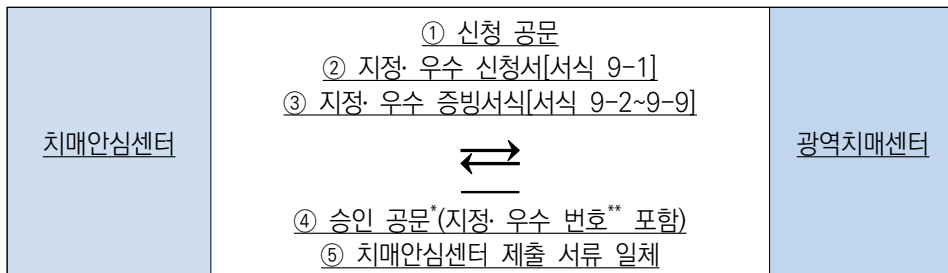 치매안심센터
① 신청 공문
② 지정· 우수 신청서[서식 9-1]
③ 지정· 우수 증빙서식[서식 9-2~9-9]
④ 승인 공문*(지정· 우수 번호** 포함)
⑤ 치매안심센터 제출 서류 일체
광역치매센터